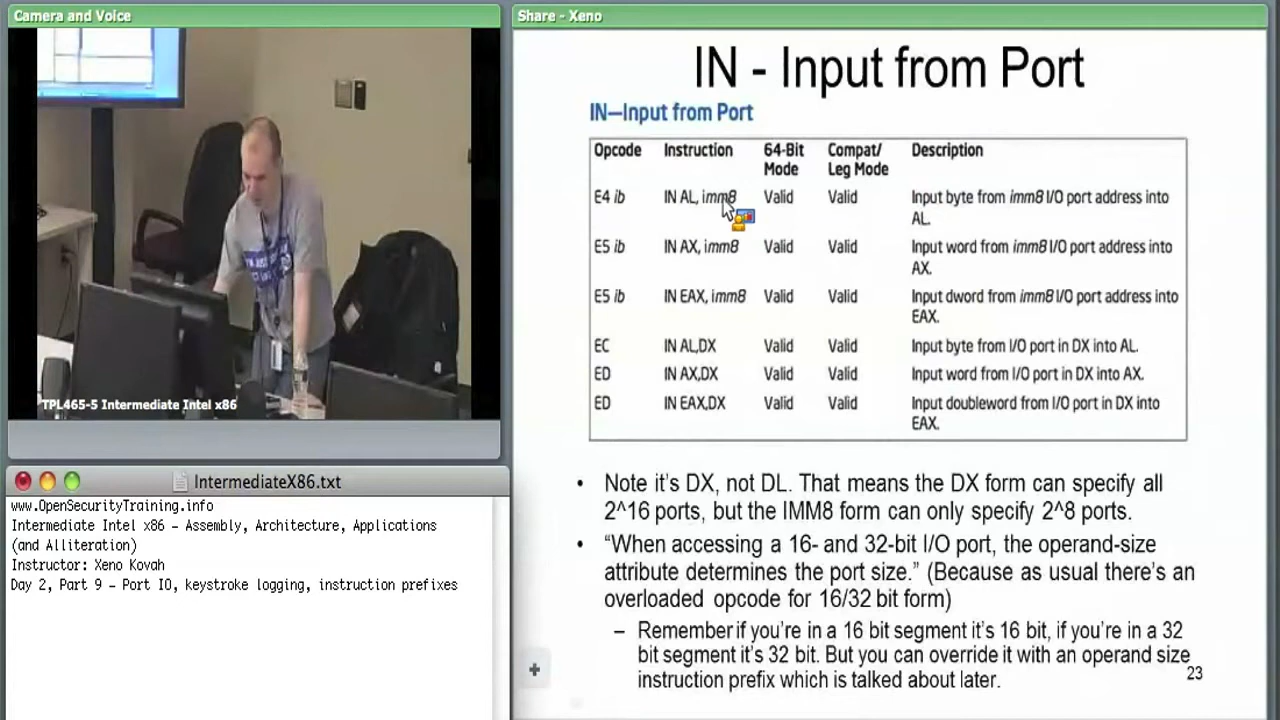 Camera and Voice
TPL465-5 Intermediate Intel x86
IntermediateX86.txt
www.OpenSecurityTraining.info
Intermediate Intel x86 – Assembly, Architecture, Applications
(and Alliteration)
Instructor: Xeno Kovah
Day 2, Part 9 – Port IO, keystroke logging, instruction prefixes
Share - Xeno
IN - Input from Port
IN—Input from Port
Opcode Instruction 64-Bit Mode Compat/ Leg Mode Description
E4 ib IN AL, imm8 Valid Valid Input byte from imm8 I/O port address into
AL.
E5 ib IN AX, imm8 Valid Valid Input word from imm8 I/O port address into
AX.
E5 ib IN EAX, imm8 Valid Valid Input dword from imm8 I/O port address into
EAX.
EC IN AL,DX Valid Valid Input byte from I/O port in DX into AL.
ED IN AX,DX Valid Valid Input word from I/O port in DX into AX.
ED IN EAX,DX Valid Valid Input doubleword from I/O port in DX into
EAX.
• Note it's DX, not DL. That means the DX form can specify all
2^16 ports, but the IMM8 form can only specify 2^8 ports.
• “When accessing a 16- and 32-bit I/O port, the operand-size
attribute determines the port size.” (Because as usual there's an
overloaded opcode for 16/32 bit form)
– Remember if you're in a 16 bit segment it's 16 bit, if you're in a 32
bit segment it's 32 bit. But you can override it with an operand size
instruction prefix which is talked about later.
23